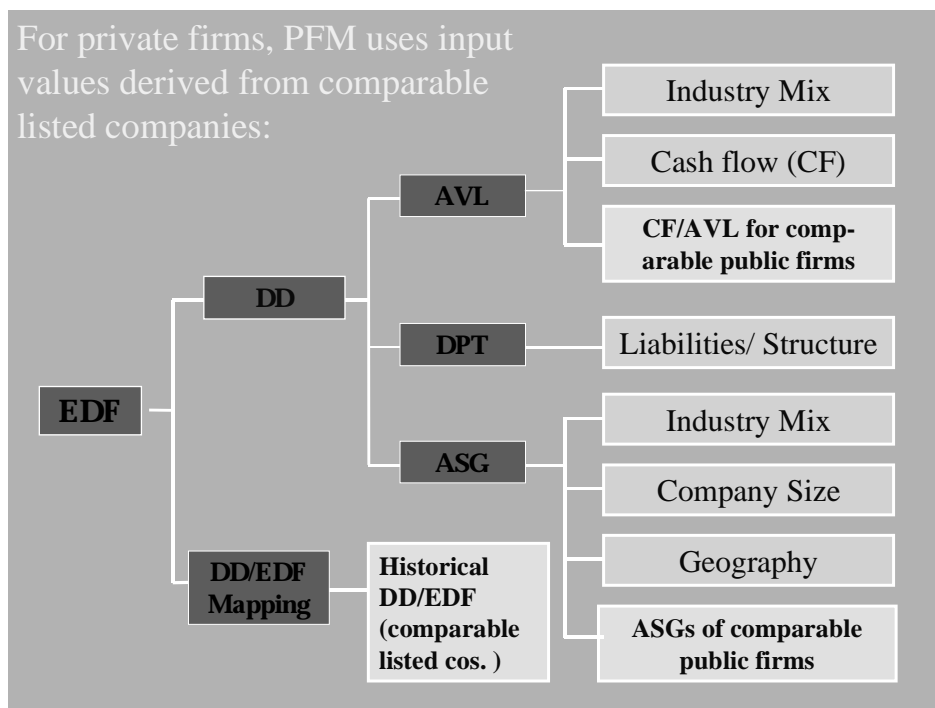 For private firms, PFM uses input
values derived from comparable
listed companies:
Industry Mix
Cash flow (CF)
AVL
CF/AVL for comp-
arable public firms
DD
DPT
Liabilities/ Structure
EDF
Industry Mix
ASG
Company Size
DD/EDF
Mapping
Historical
DD/EDF
(comparable
listed cos. )
Geography
ASGs of comparable
public firms